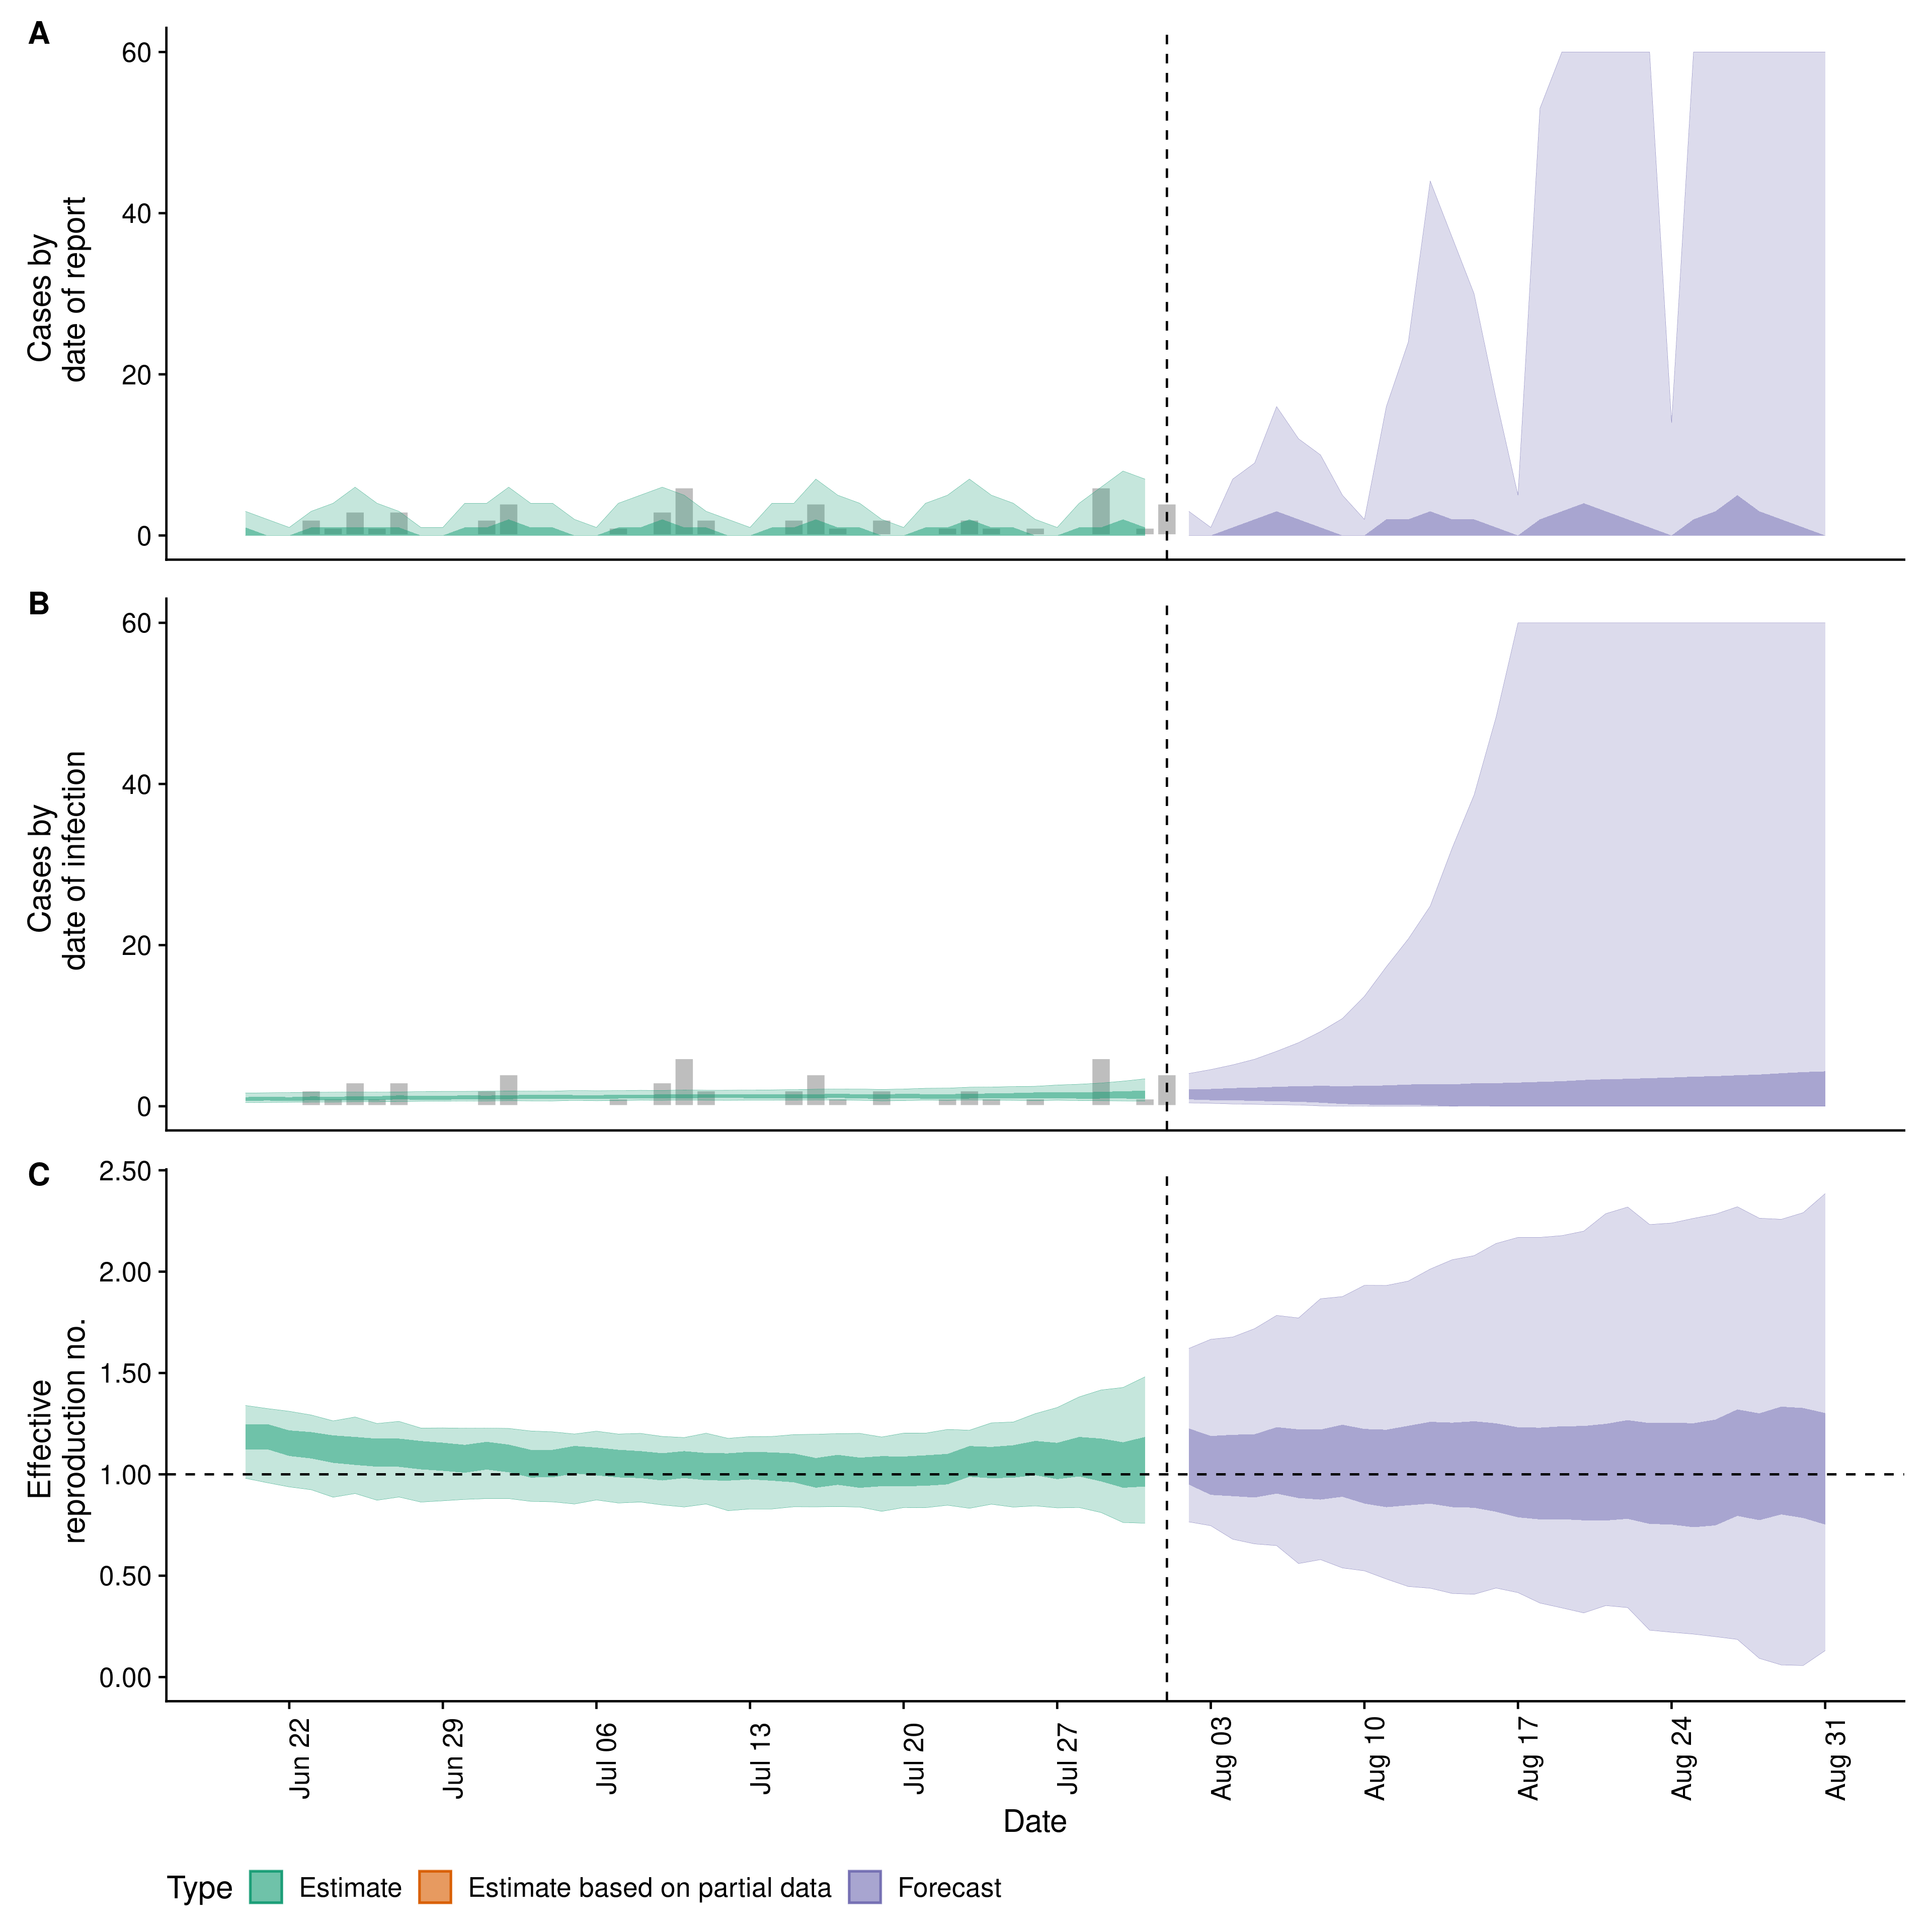 A
60
40
20
0
Cases by
date of report
B
60
40
20
0
Cases by
date of infection
C
2.50
2.00
1.50
1.00
0.50
0.00
Effective
reproduction no.
Jun 22
Jun 29
Jul 06
Jul 13
Jul 20
Jul 27
Aug 03
Aug 10
Aug 17
Aug 24
Aug 31
Date
Type Estimate Estimate based on partial data Forecast